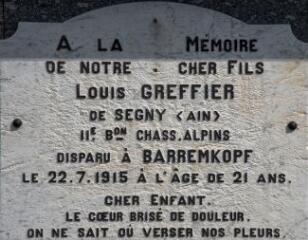 A LA MÉMOIRE
DE NOTRE CHER FILS
LOUIS GREFFIER
DE SEGNY (AIN)
11E BON CHASS. ALPINS
DISPARU À BARREMKOPF
LE 22.7.1915 À L'ÂGE DE 21 ANS.
CHER ENFANT.
LE CŒUR BRISÉ DE DOULEUR.
ON NE SAIT OÙ VERSER NOS PLEURS.